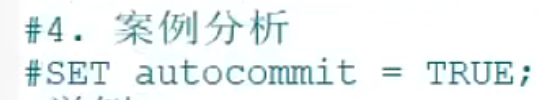 #4. 案例分析
#SET autocommit = TRUE;